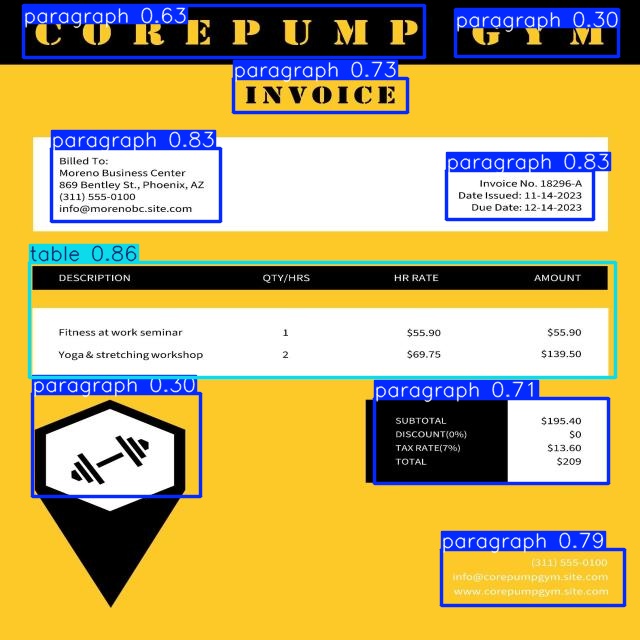 paragraph 0.63
paragraph 0.30
COREPUMP GYM
paragraph 0.73
INVOICE
paragraph 0.83
Billed To:
Moreno Business Center
869 Bentley St., Phoenix, AZ
(311) 555-0100
info@morenobc.site.com
paragraph 0.83
Invoice No. 18296-A
Date Issued: 11-14-2023
Due Date: 12-14-2023
table 0.86
DESCRIPTION QTY/HRS HR RATE AMOUNT
Fitness at work seminar 1 $55.90 $55.90
Yoga & stretching workshop 2 $69.75 $139.50
paragraph 0.30
paragraph 0.71
SUBTOTAL $195.40
DISCOUNT(0%) $0
TAX RATE(7%) $13.60
TOTAL $209
paragraph 0.79
(311) 555-0100
info@corepumpgym.site.com
www.corepumpgym.site.com